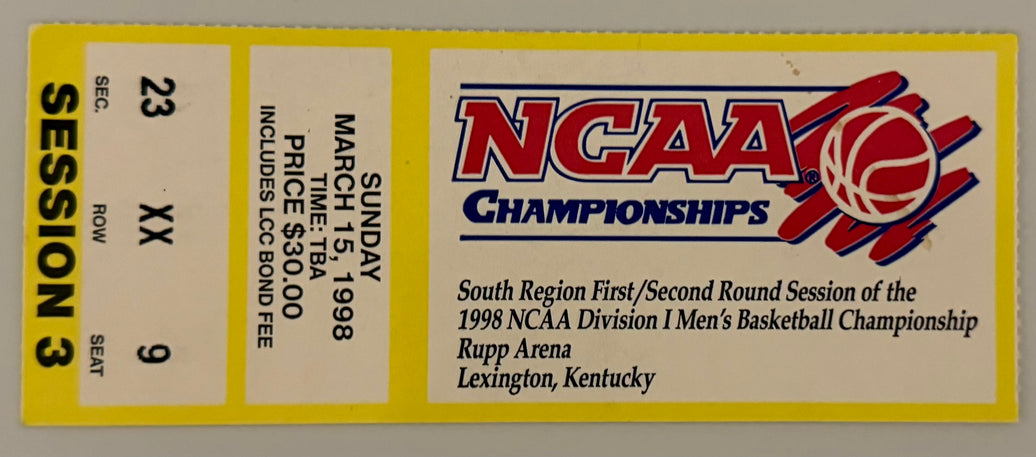 SESSION 3
SEC. ROW SEAT
23 XX 9
SUNDAY
MARCH 15, 1998
TIME: TBA
PRICE $30.00
INCLUDES LCC BOND FEE
NCAA®
CHAMPIONSHIPS
South Region First/Second Round Session of the
1998 NCAA Division I Men's Basketball Championship
Rupp Arena
Lexington, Kentucky